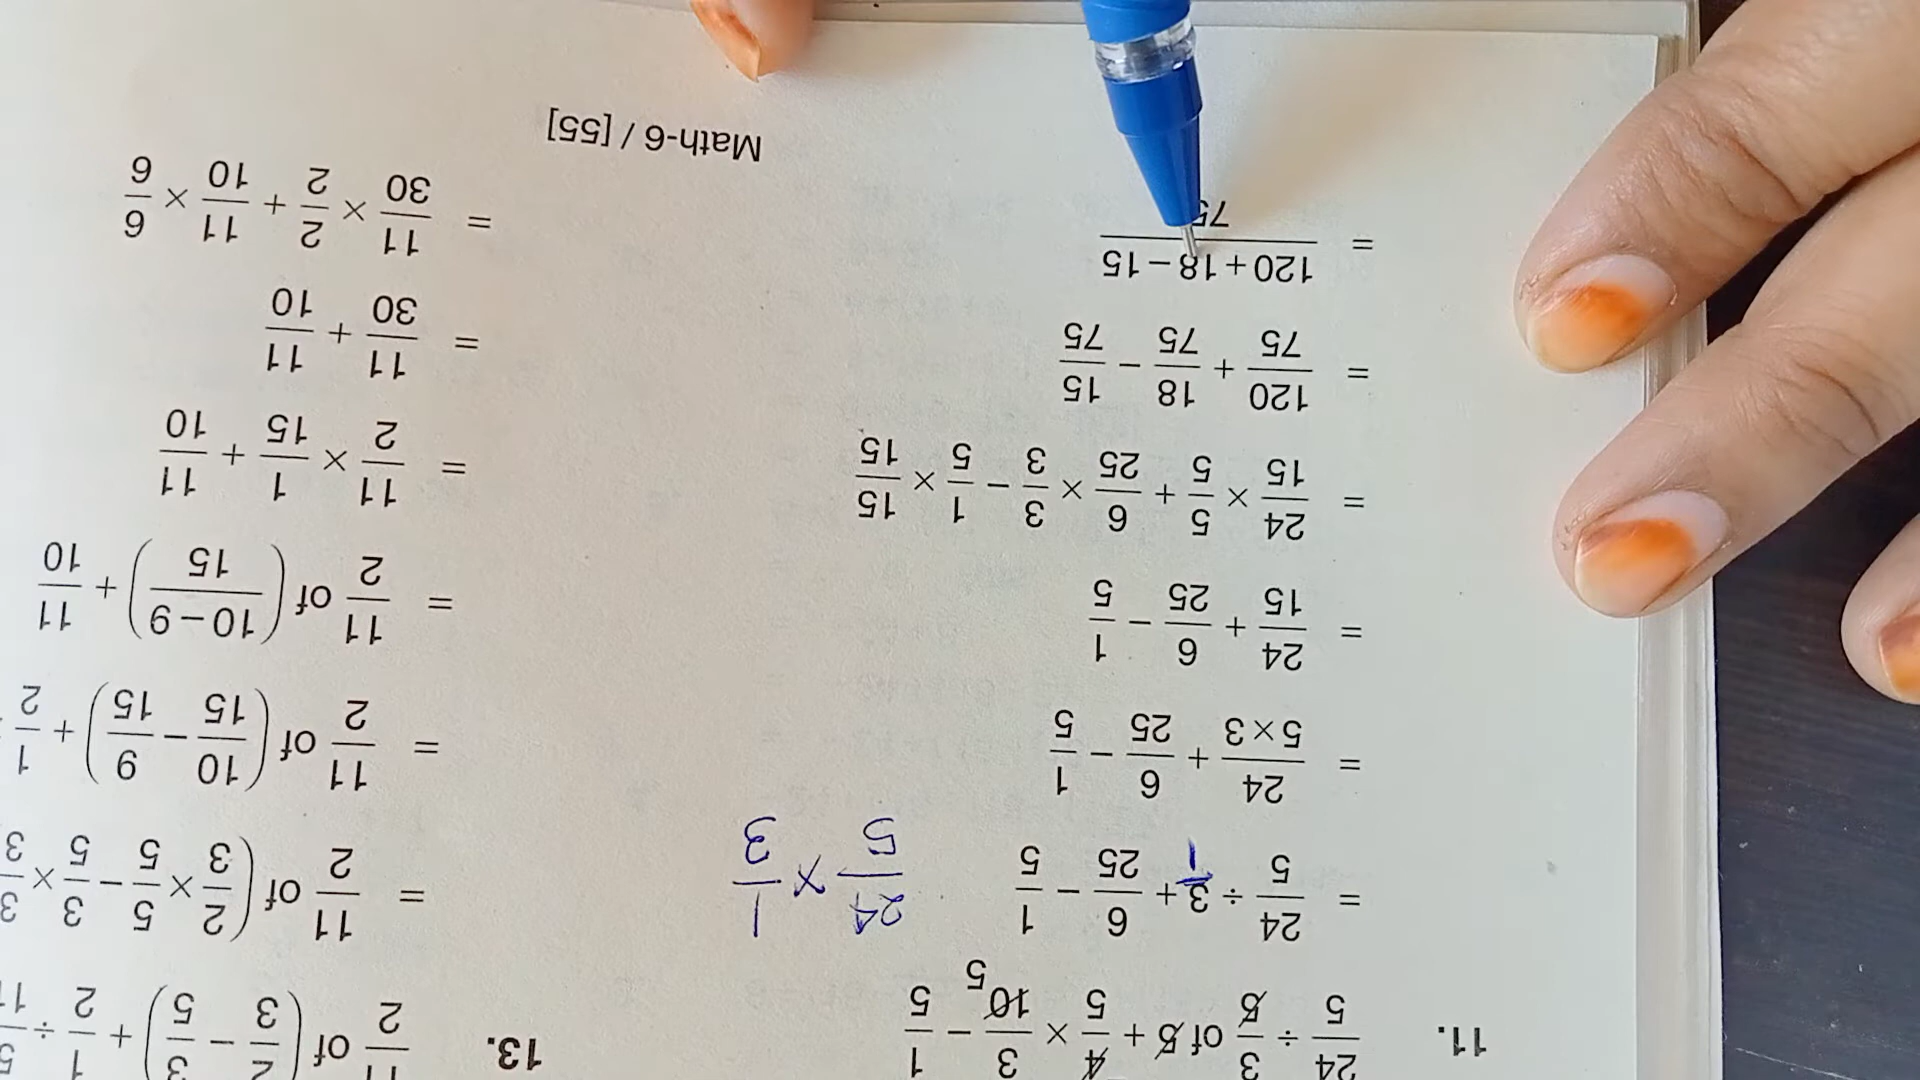 11. 24/5 ÷ 3/5 of 5 + 4/5 × 3/10 5 − 1/5
= 24/5 ÷ 3 1 + 6/25 − 1/5
24/5 × 1/3
= 24/5×3 + 6/25 − 1/5
= 24/15 + 6/25 − 1/5
= 24/15 × 5/5 + 6/25 × 3/3 − 1/5 × 15/15
= 120/75 + 18/75 − 15/75
= 120+18−15/75
13. 11/2 of (2/3 − 3/5) + 1/2 ÷
= 11/2 of (2/3 × 5/5 − 3/5 × 3/3
= 11/2 of (10/15 − 9/15) + 1/2
= 11/2 of (10−9/15) + 11/10
= 11/2 × 1/15 + 11/10
= 11/30 + 11/10
= 11/30 × 2/2 + 11/10 × 6/6
Math-6 / [55]